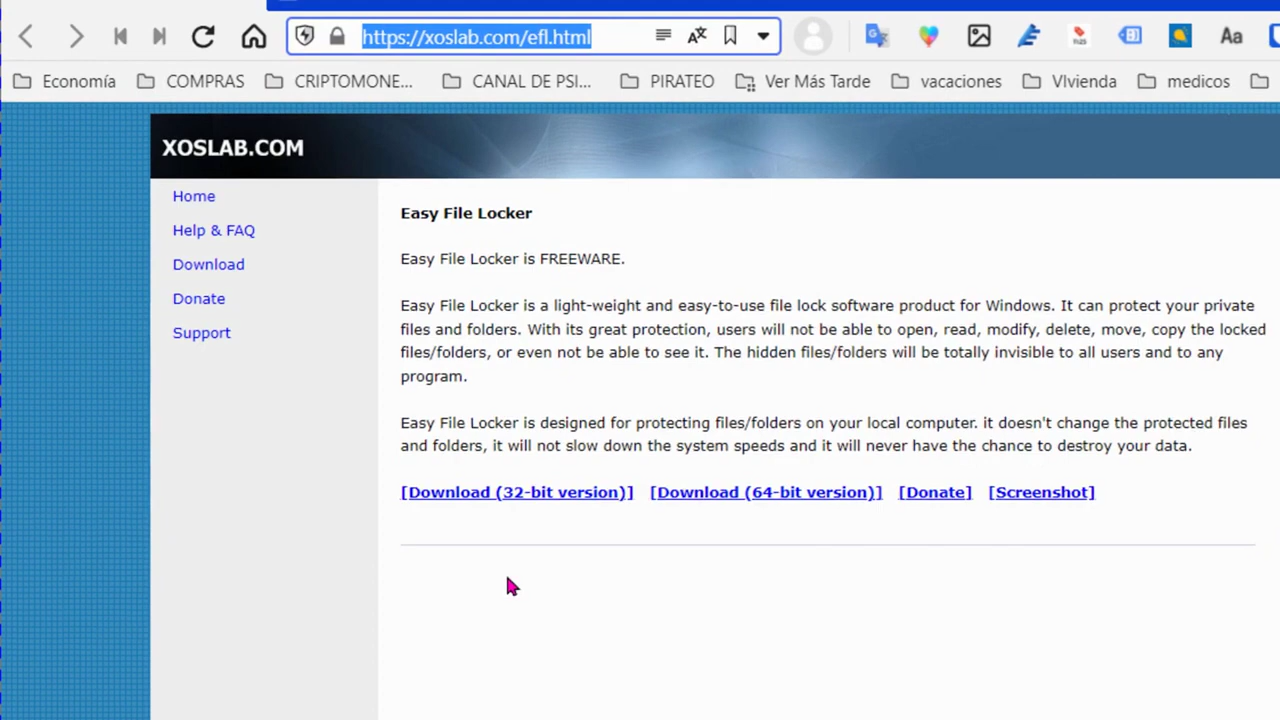 https://xoslab.com/efl.html
Aa
Economía COMPRAS CRIPTOMONE... CANAL DE PSI... PIRATEO Ver Más Tarde vacaciones VIvienda medicos
XOSLAB.COM
Home
Help & FAQ
Download
Donate
Support
Easy File Locker
Easy File Locker is FREEWARE.
Easy File Locker is a light-weight and easy-to-use file lock software product for Windows. It can protect your private
files and folders. With its great protection, users will not be able to open, read, modify, delete, move, copy the locked
files/folders, or even not be able to see it. The hidden files/folders will be totally invisible to all users and to any
program.
Easy File Locker is designed for protecting files/folders on your local computer. it doesn't change the protected files
and folders, it will not slow down the system speeds and it will never have the chance to destroy your data.
[Download (32-bit version)] [Download (64-bit version)] [Donate] [Screenshot]